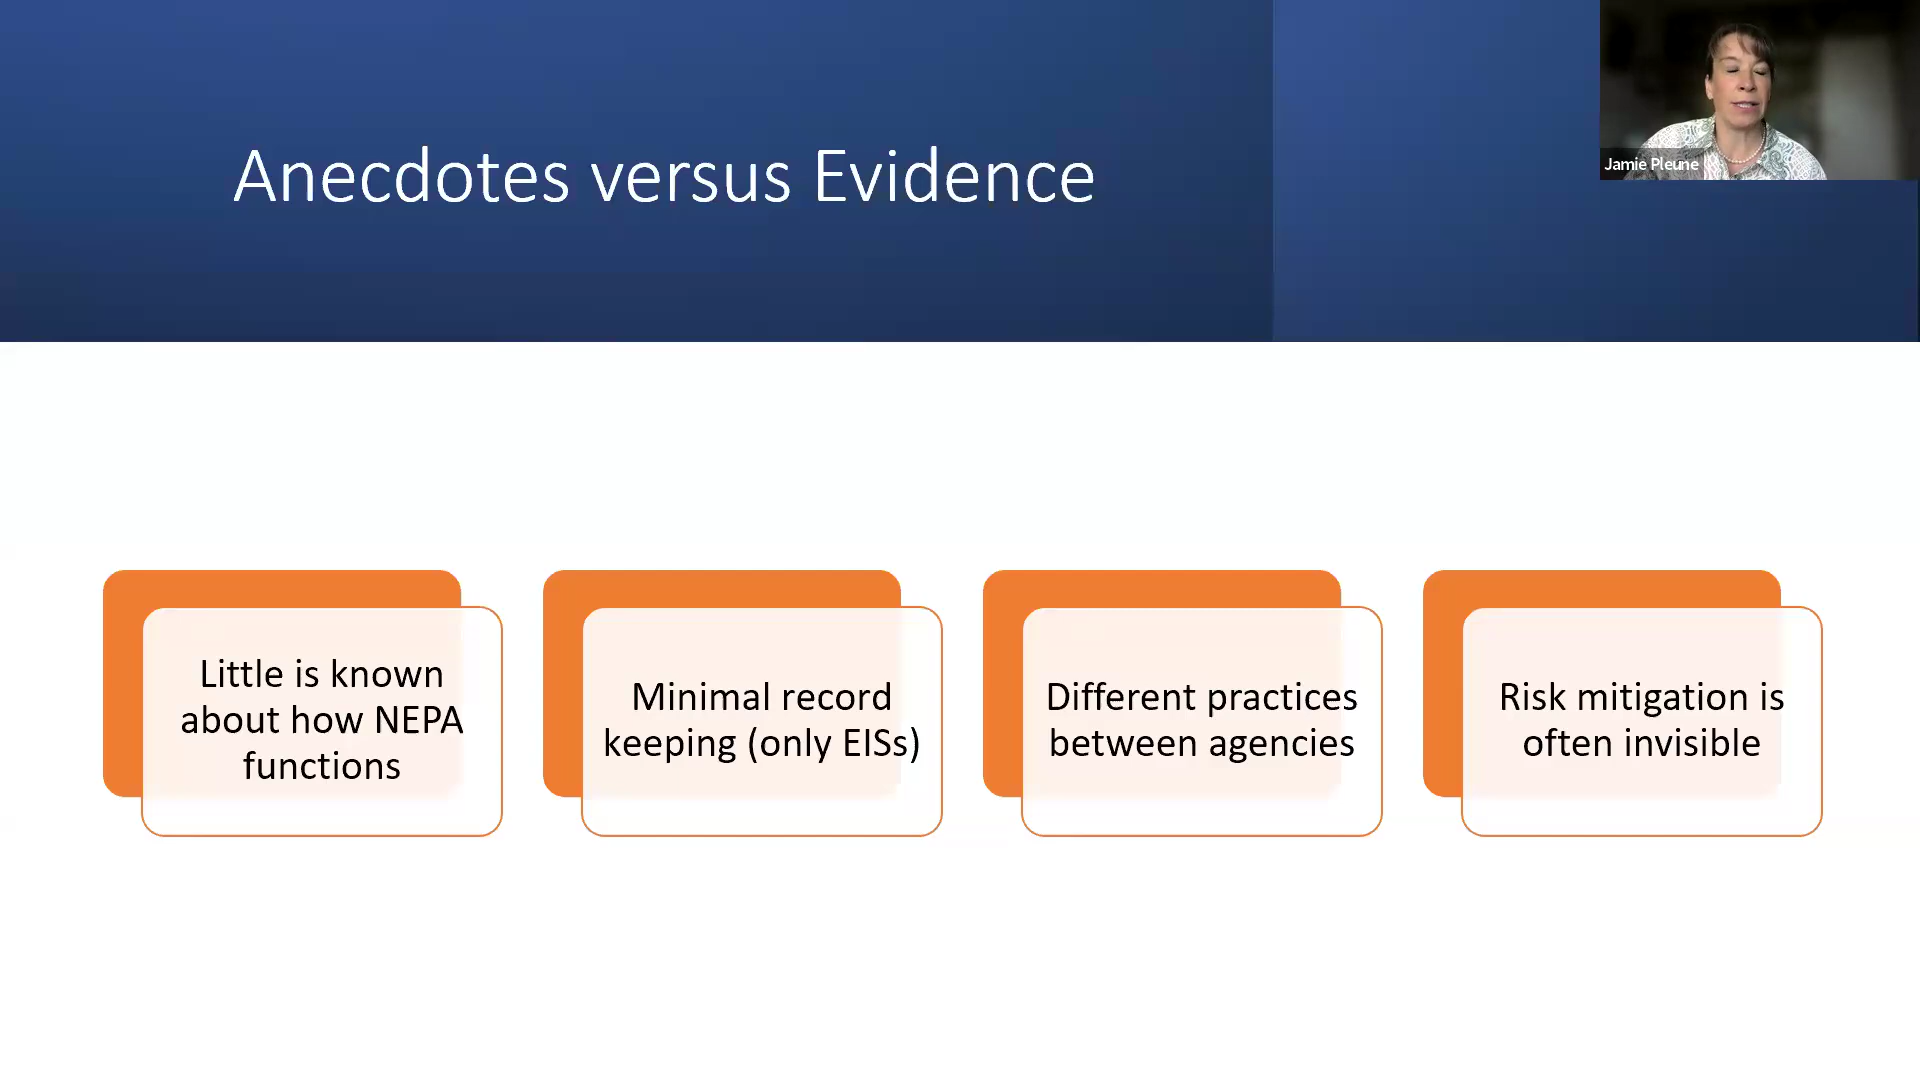 Anecdotes versus Evidence
Jamie Pleune
Little is known
about how NEPA
functions
Minimal record
keeping (only EISs)
Different practices
between agencies
Risk mitigation is
often invisible